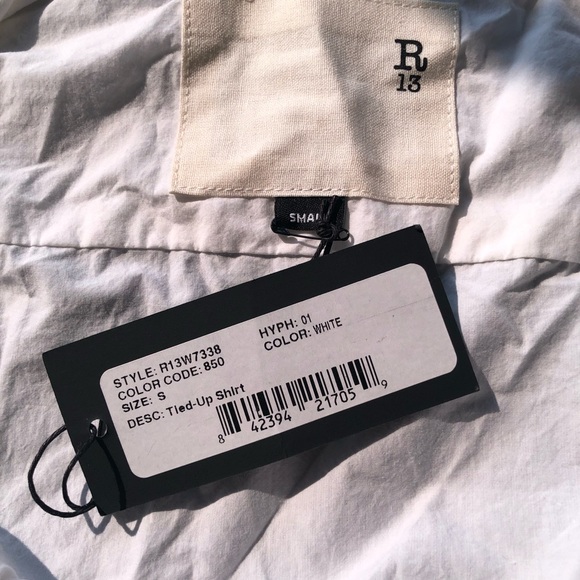 R
13
SMALL
STYLE: R13W7338
HYPH: 01
COLOR CODE: 850
COLOR: WHITE
SIZE: S
DESC: Tied-Up Shirt
8 42394 21705 9